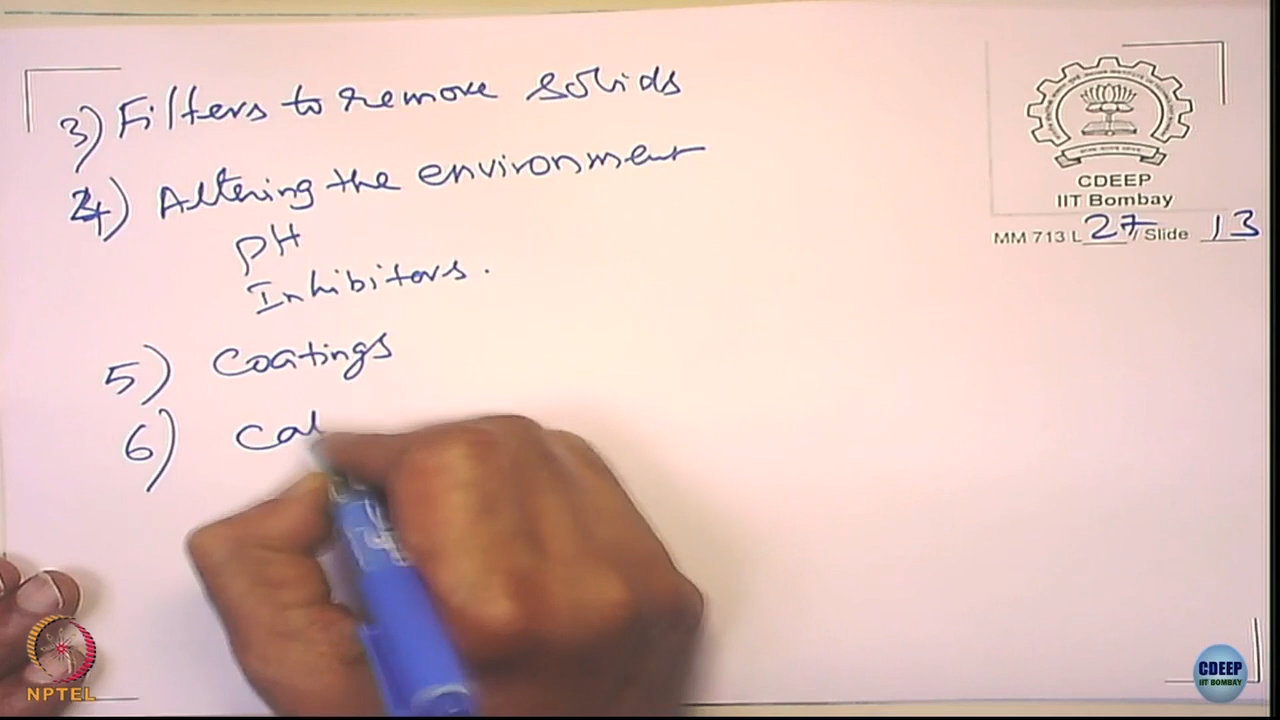 3) Filters to remove solids
4) Altering the environment
pH
Inhibitors.
5) Coatings
6) Cat
CDEEP
IIT Bombay
MM 713 L 27 / Slide 13
NPTEL
CDEEP
IIT BOMBAY